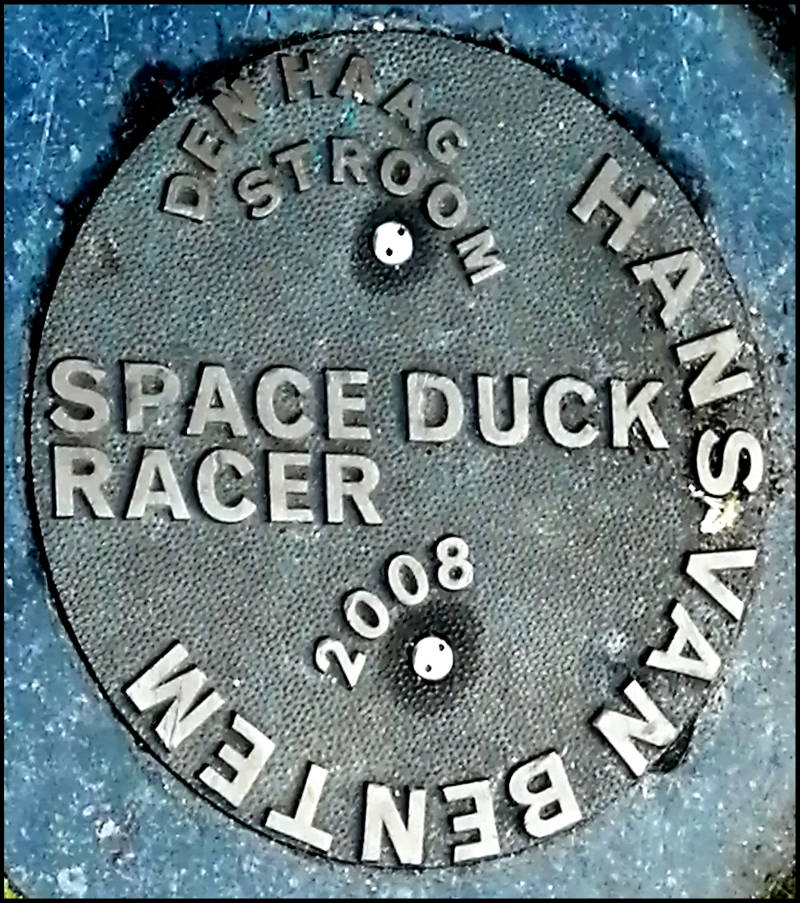 DEN HAAG
STROOM
HANS VAN BENTEM
SPACE DUCK
RACER
2008